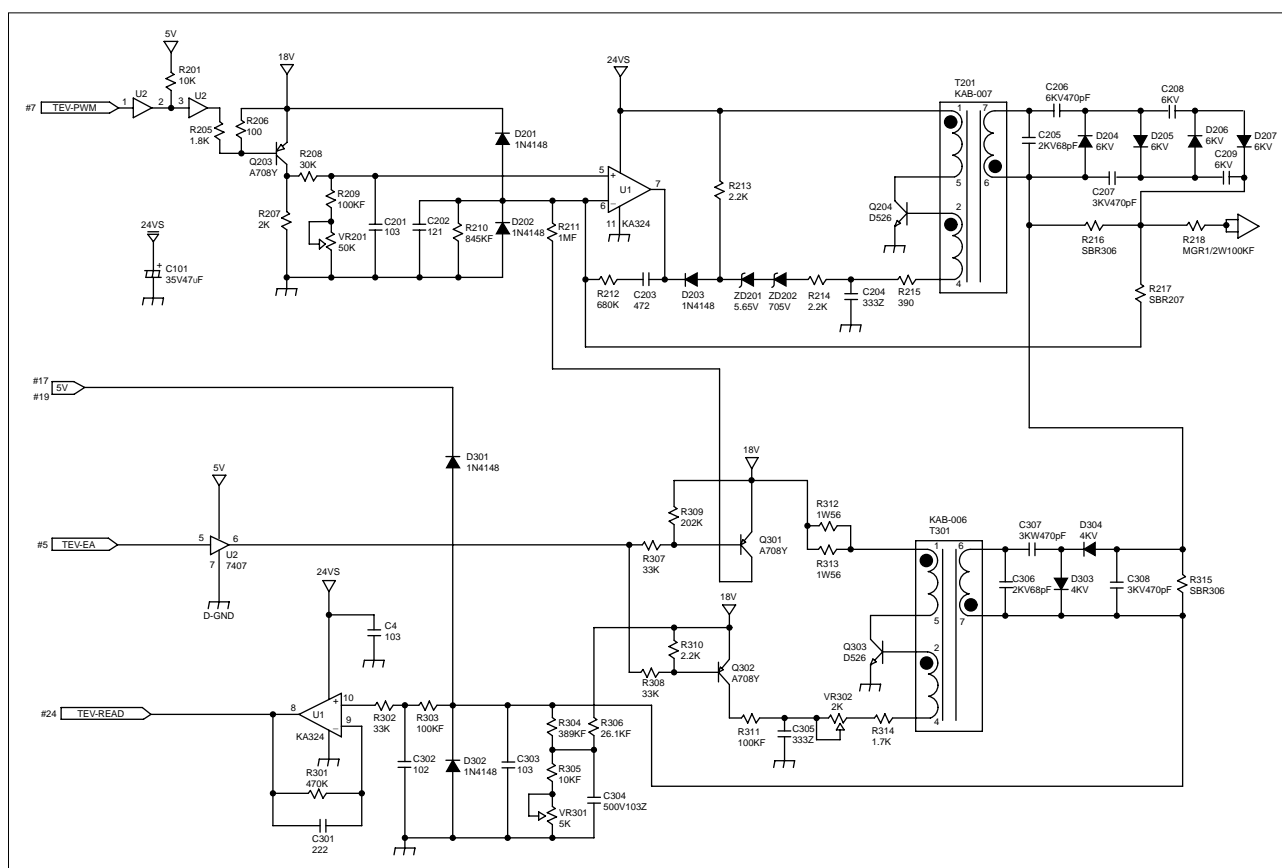 5V
R201
10K
18V
24VS
#7
TEV-PWM
1
U2
2
3
U2
R205
1.8K
R206
100
Q203
A708Y
R208
30K
D201
1N4148
R209
100KF
R207
2K
VR201
50K
C201
103
C202
121
R210
845KF
D202
1N4148
R211
1MF
5
6
7
+
−
U1
11
KA324
R213
2.2K
24VS
+
C101
35V47uF
R212
680K
C203
472
D203
1N4148
ZD201
5.65V
ZD202
705V
R214
2.2K
C204
333Z
R215
390
Q204
D526
T201
KAB-007
1
7
5
6
2
4
C206
6KV470pF
C208
6KV
C205
2KV68pF
D204
6KV
D205
6KV
D206
6KV
D207
6KV
C209
6KV
C207
3KV470pF
R216
SBR306
R218
MGR1/2W100KF
R217
SBR207
#17
#19
5V
D301
1N4148
5V
#5
TEV-EA
5
6
U2
7407
7
D-GND
18V
R309
202K
R307
33K
Q301
A708Y
R312
1W56
R313
1W56
18V
R310
2.2K
R308
33K
Q302
A708Y
KAB-006
T301
1
6
5
7
2
4
Q303
D526
C307
3KW470pF
D304
4KV
C306
2KV68pF
D303
4KV
C308
3KV470pF
R315
SBR306
24VS
C4
103
#24
TEV-READ
8
U1
KA324
+
10
−
9
R302
33K
R303
100KF
R304
389KF
R306
26.1KF
R311
100KF
C305
333Z
VR302
2K
R314
1.7K
R301
470K
C301
222
C302
102
D302
1N4148
C303
103
R305
10KF
VR301
5K
C304
500V103Z